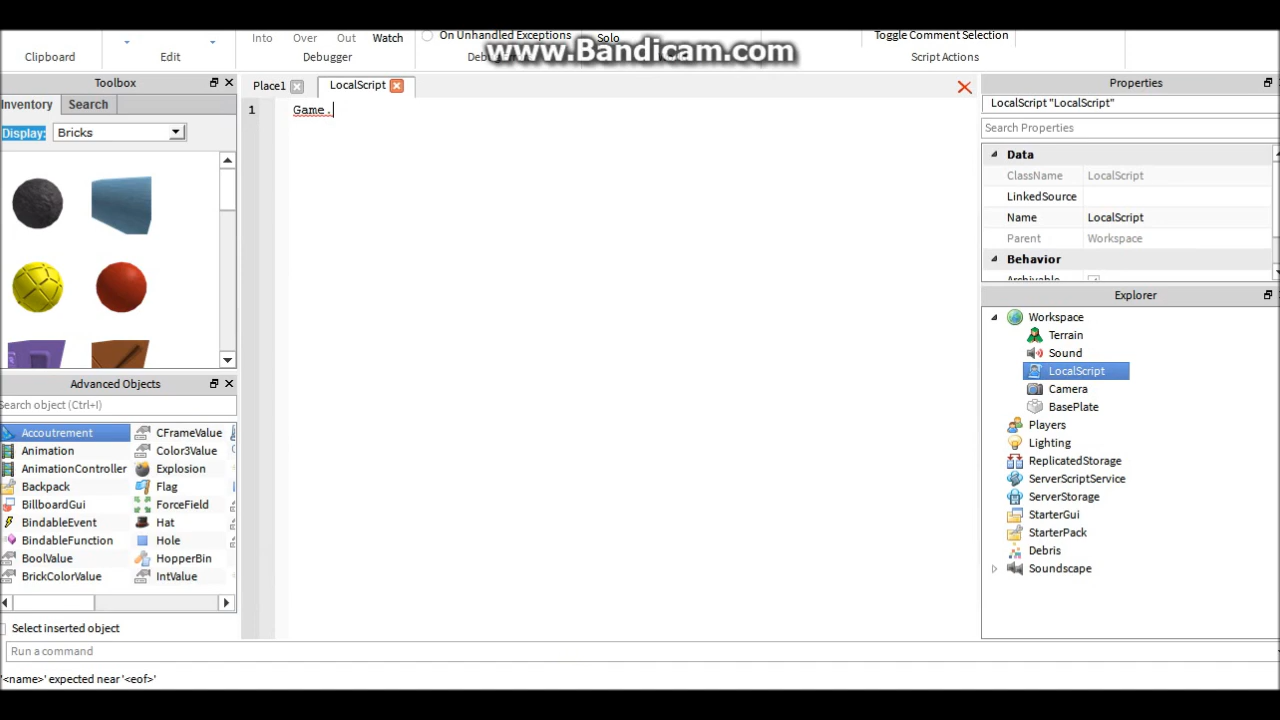 Into Over Out Watch On Unhandled Exceptions Solo Toggle Comment Selection
www.Bandicam.com
Clipboard Edit Debugger Script Actions
Toolbox
Place1 LocalScript
Properties
Inventory Search
LocalScript "LocalScript"
1 Game.
Display: Bricks
Search Properties
Data
ClassName LocalScript
LinkedSource
Name LocalScript
Parent Workspace
Behavior
Archivable
Explorer
Workspace
Terrain
Sound
LocalScript
Camera
BasePlate
Players
Lighting
ReplicatedStorage
ServerScriptService
ServerStorage
StarterGui
StarterPack
Debris
Soundscape
Advanced Objects
Search object (Ctrl+I)
Accoutrement CFrameValue
Animation Color3Value
AnimationController Explosion
Backpack Flag
BillboardGui ForceField
BindableEvent Hat
BindableFunction Hole
BoolValue HopperBin
BrickColorValue IntValue
Select inserted object
Run a command
'<name>' expected near '<eof>'